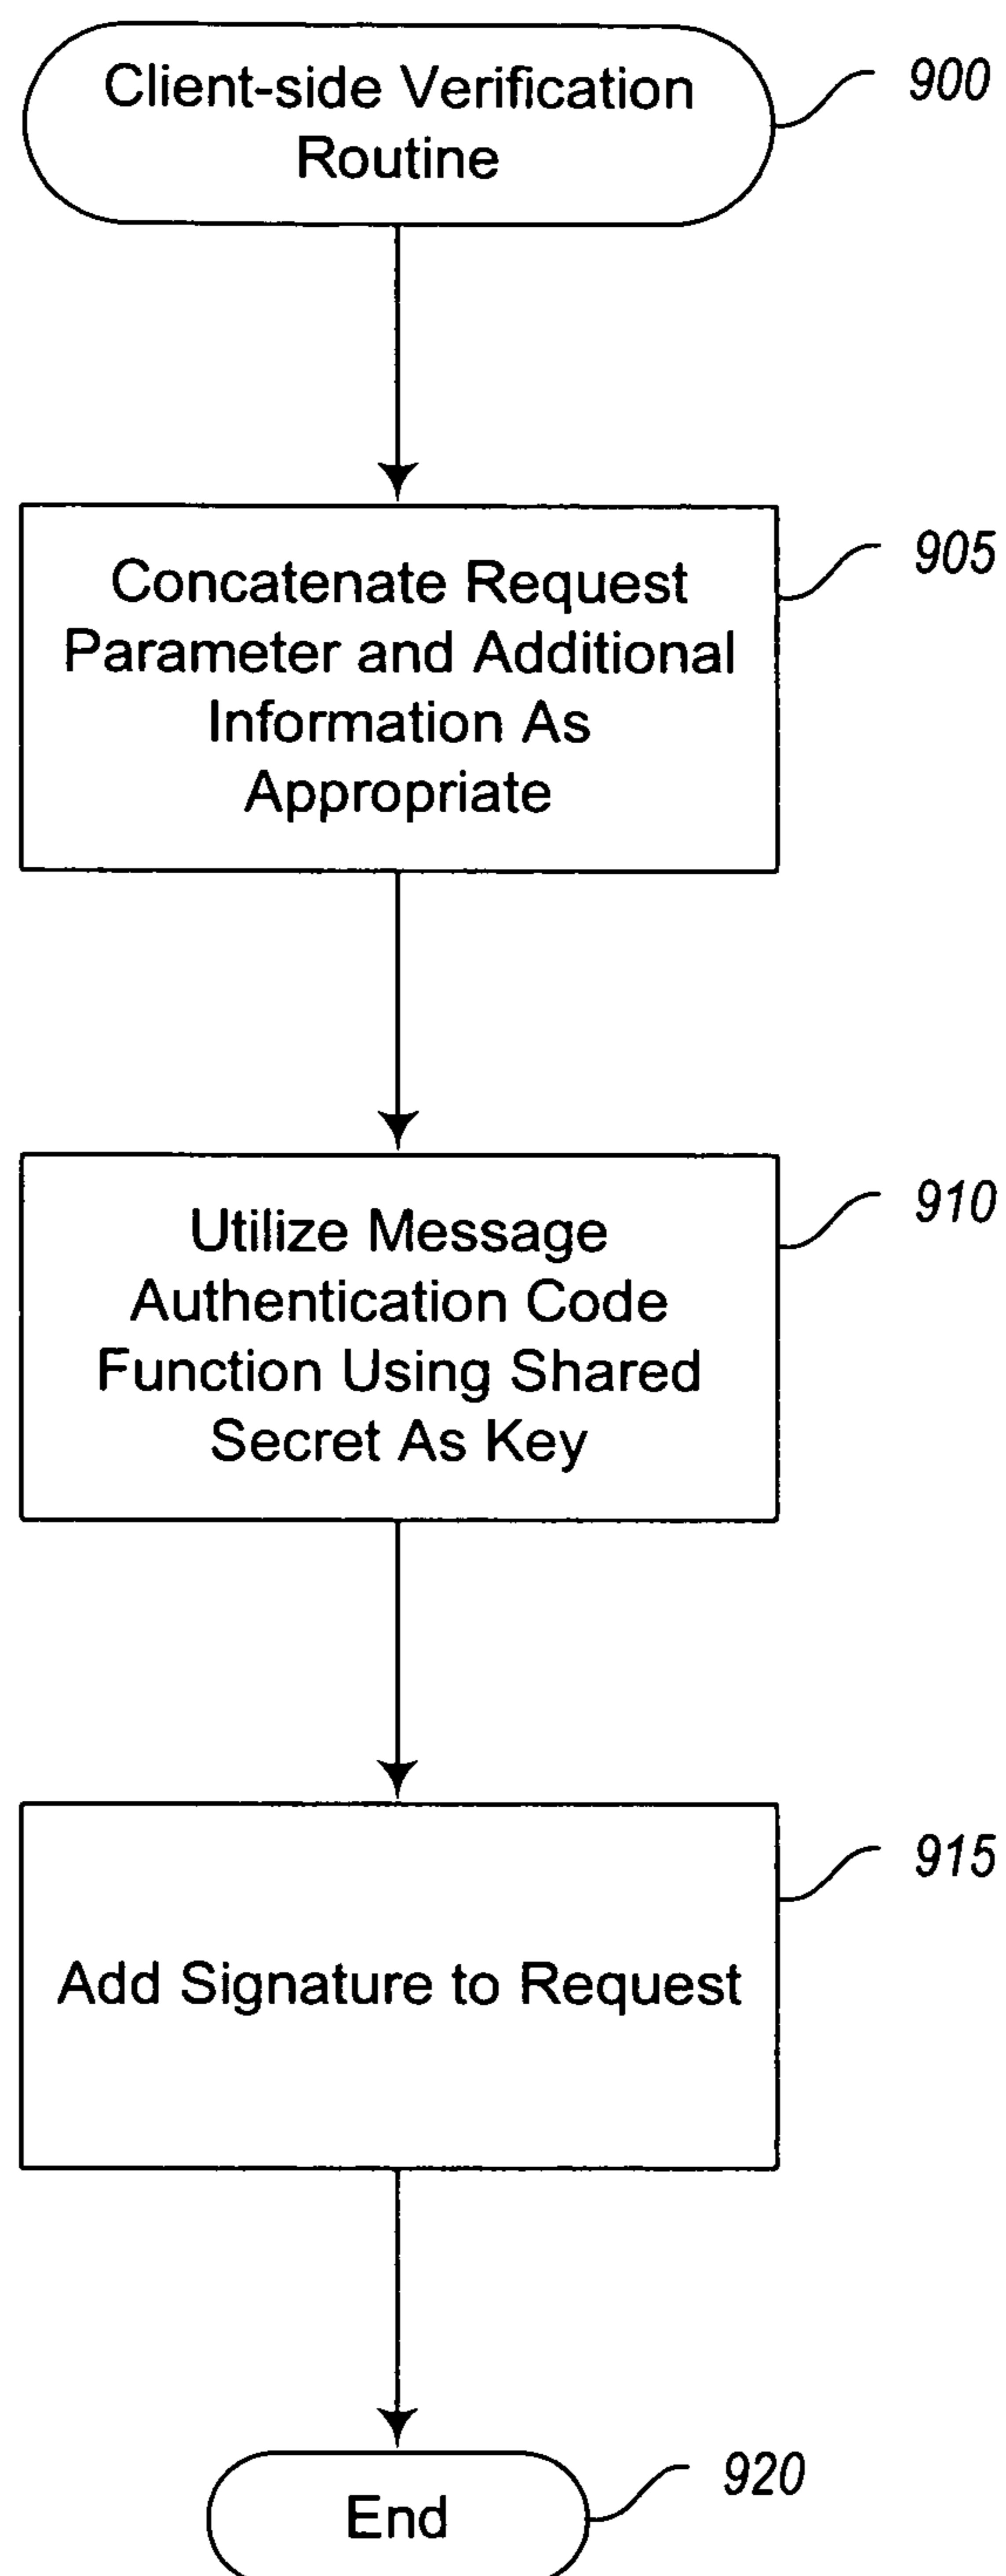 Client-side Verification
Routine
900
Concatenate Request
Parameter and Additional
Information As
Appropriate
905
Utilize Message
Authentication Code
Function Using Shared
Secret As Key
910
Add Signature to Request
915
End
920